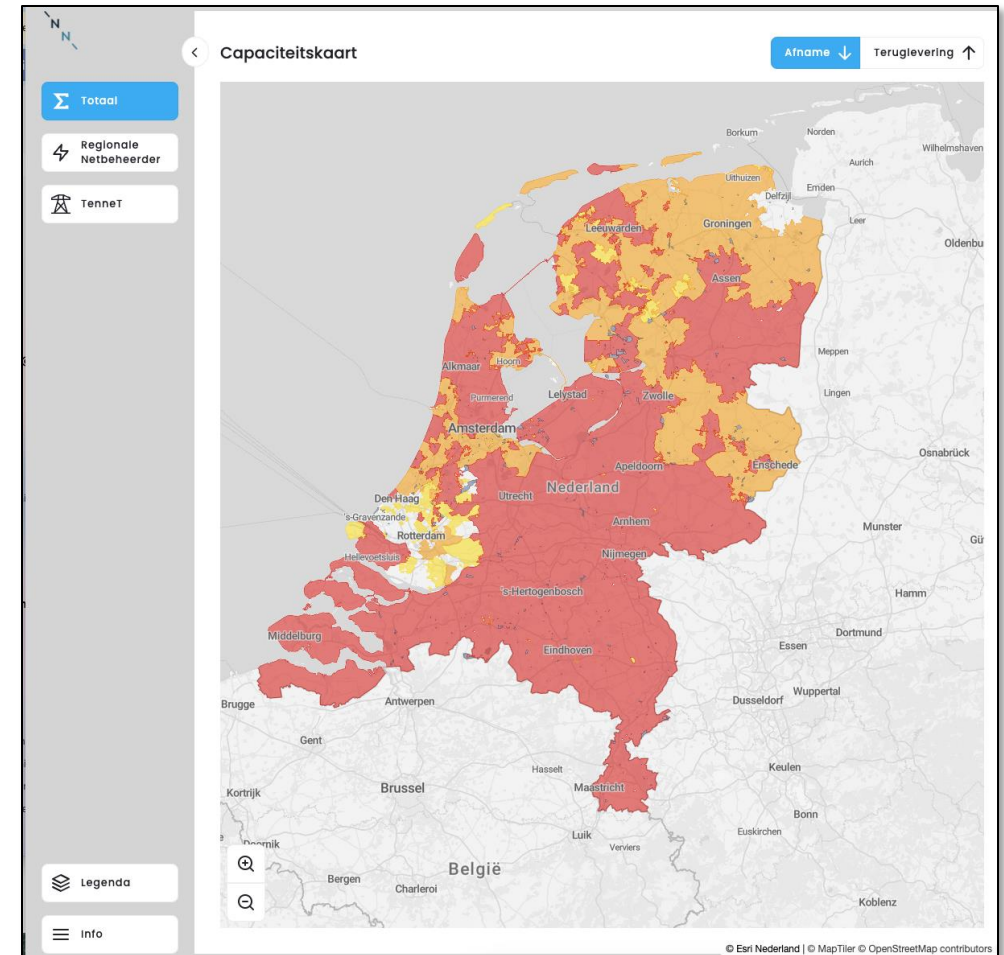 N
N
Capaciteitskaart
Afname
Teruglevering
Totaal
Regionale
Netbeheerder
TenneT
Legenda
Info
Borkum
Norden
Wilhelmshaven
Aurich
Uithuizen
Emden
Delfzijl
Leer
Groningen
Leeuwarden
Oldenbu
Assen
Meppen
Hoorn
Alkmaar
Lingen
Purmerend
Lelystad
Zwolle
Amsterdam
Osnabrück
Enschede
Apeldoorn
Nederland
Utrecht
Den Haag
's-Gravenzande
Arnhem
Munster
Rotterdam
Gü
Nijmegen
Hellevoetsluis
's-Hertogenbosch
Hamm
Middelburg
Dortmund
Essen
Eindhoven
Wuppertal
Dusseldorf
Brugge
Antwerpen
Gent
Hasselt
Keulen
Kortrijk
Brussel
Maastricht
Bonn
Euskirchen
Luik
Verviers
Doornik
België
Bergen
Charleroi
Koblenz
© Esri Nederland | © MapTiler © OpenStreetMap contributors